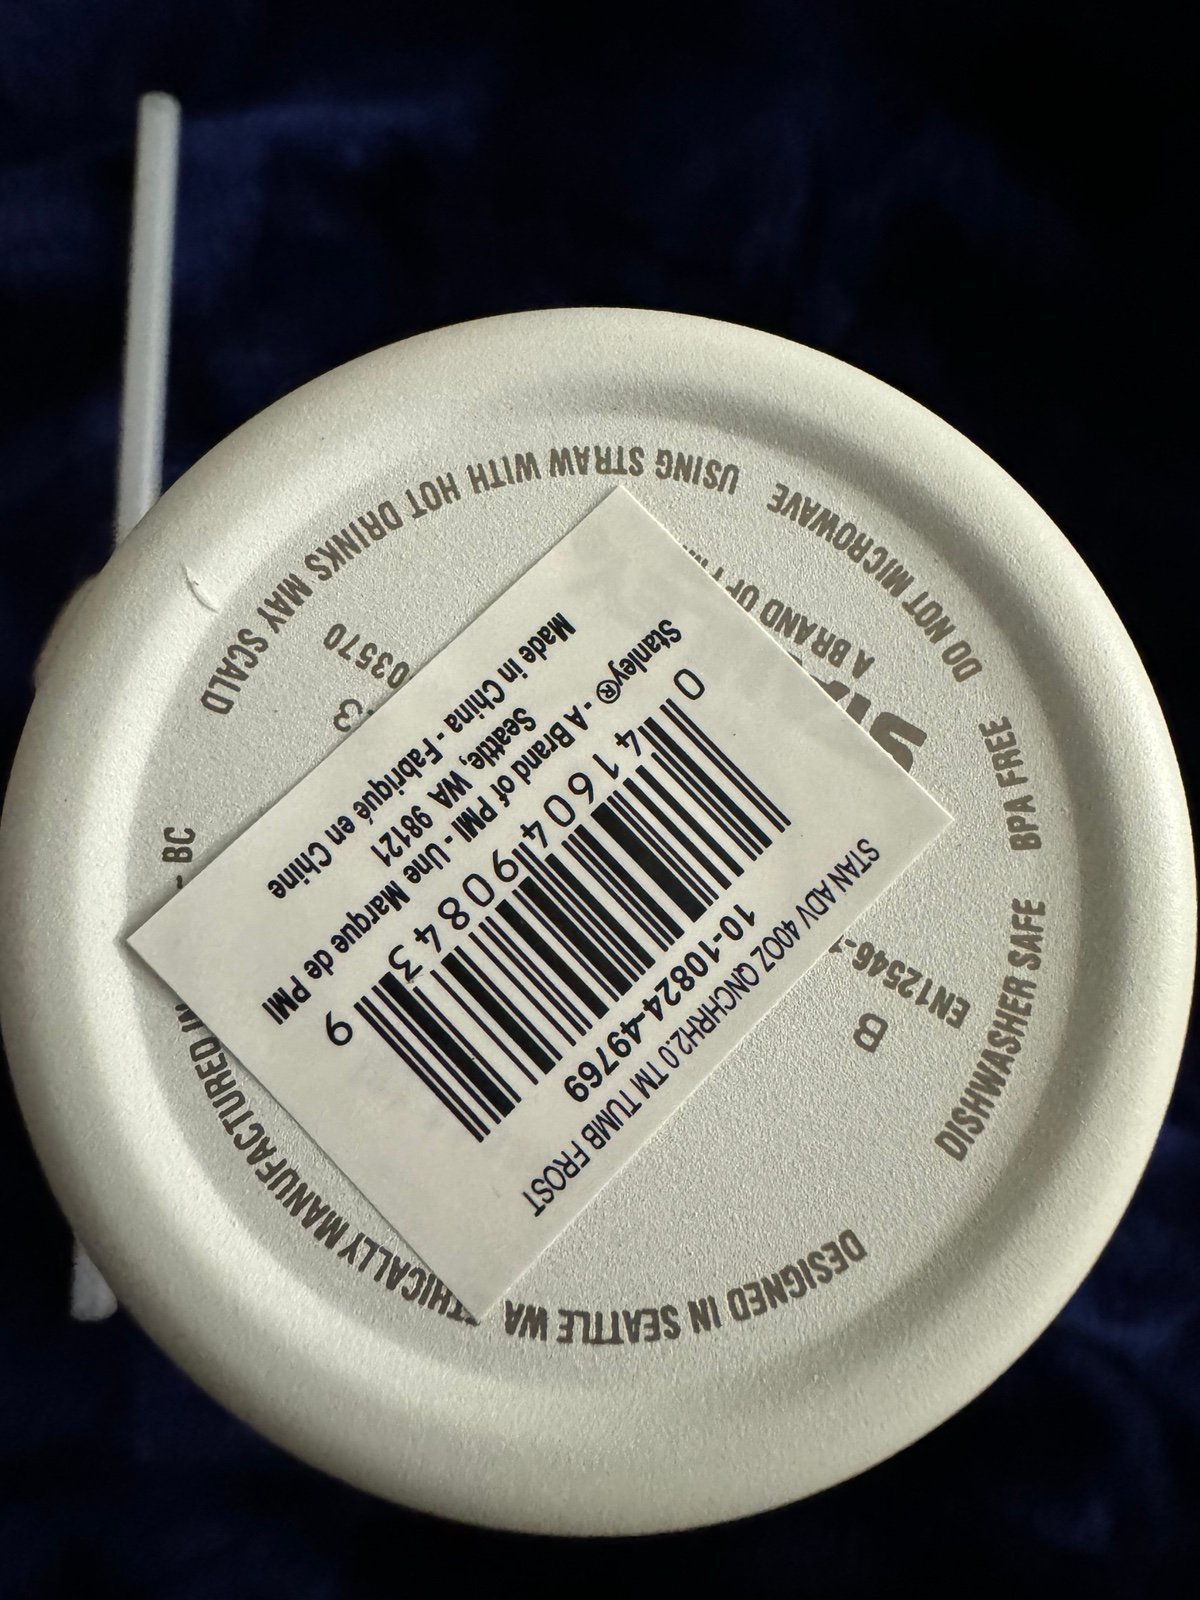 STAN ADV 40OZ QNCHRH2.0 TM TUMB FROST
10-10824-49769
0 41604 90843 9
Stanley® - A Brand of PMI - Une Marque de PMI
Seattle, WA 98121
Made in China - Fabriqué en Chine
USING STRAW WITH HOT DRINKS MAY SCALD
DO NOT MICROWAVE
BPA FREE
DISHWASHER SAFE
DESIGNED IN SEATTLE WA
THICALLY MANUFACTURED IN
- BC
A BRAND OF
EN12546-
B
03570